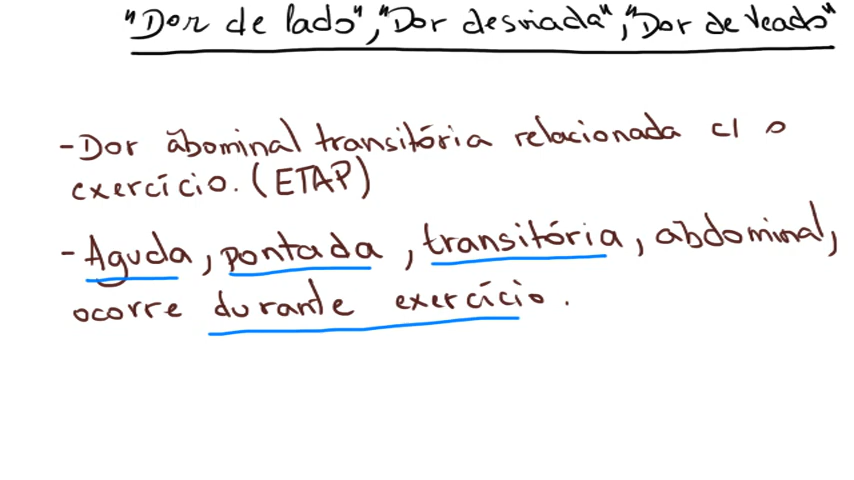 "Dor de lado", "Dor desviada", "Dor de Veado"
- Dor abominal transitória relacionada c/ o
exercício. (ETAP)
- Aguda, pontada, transitória, abdominal,
ocorre durante exercício.